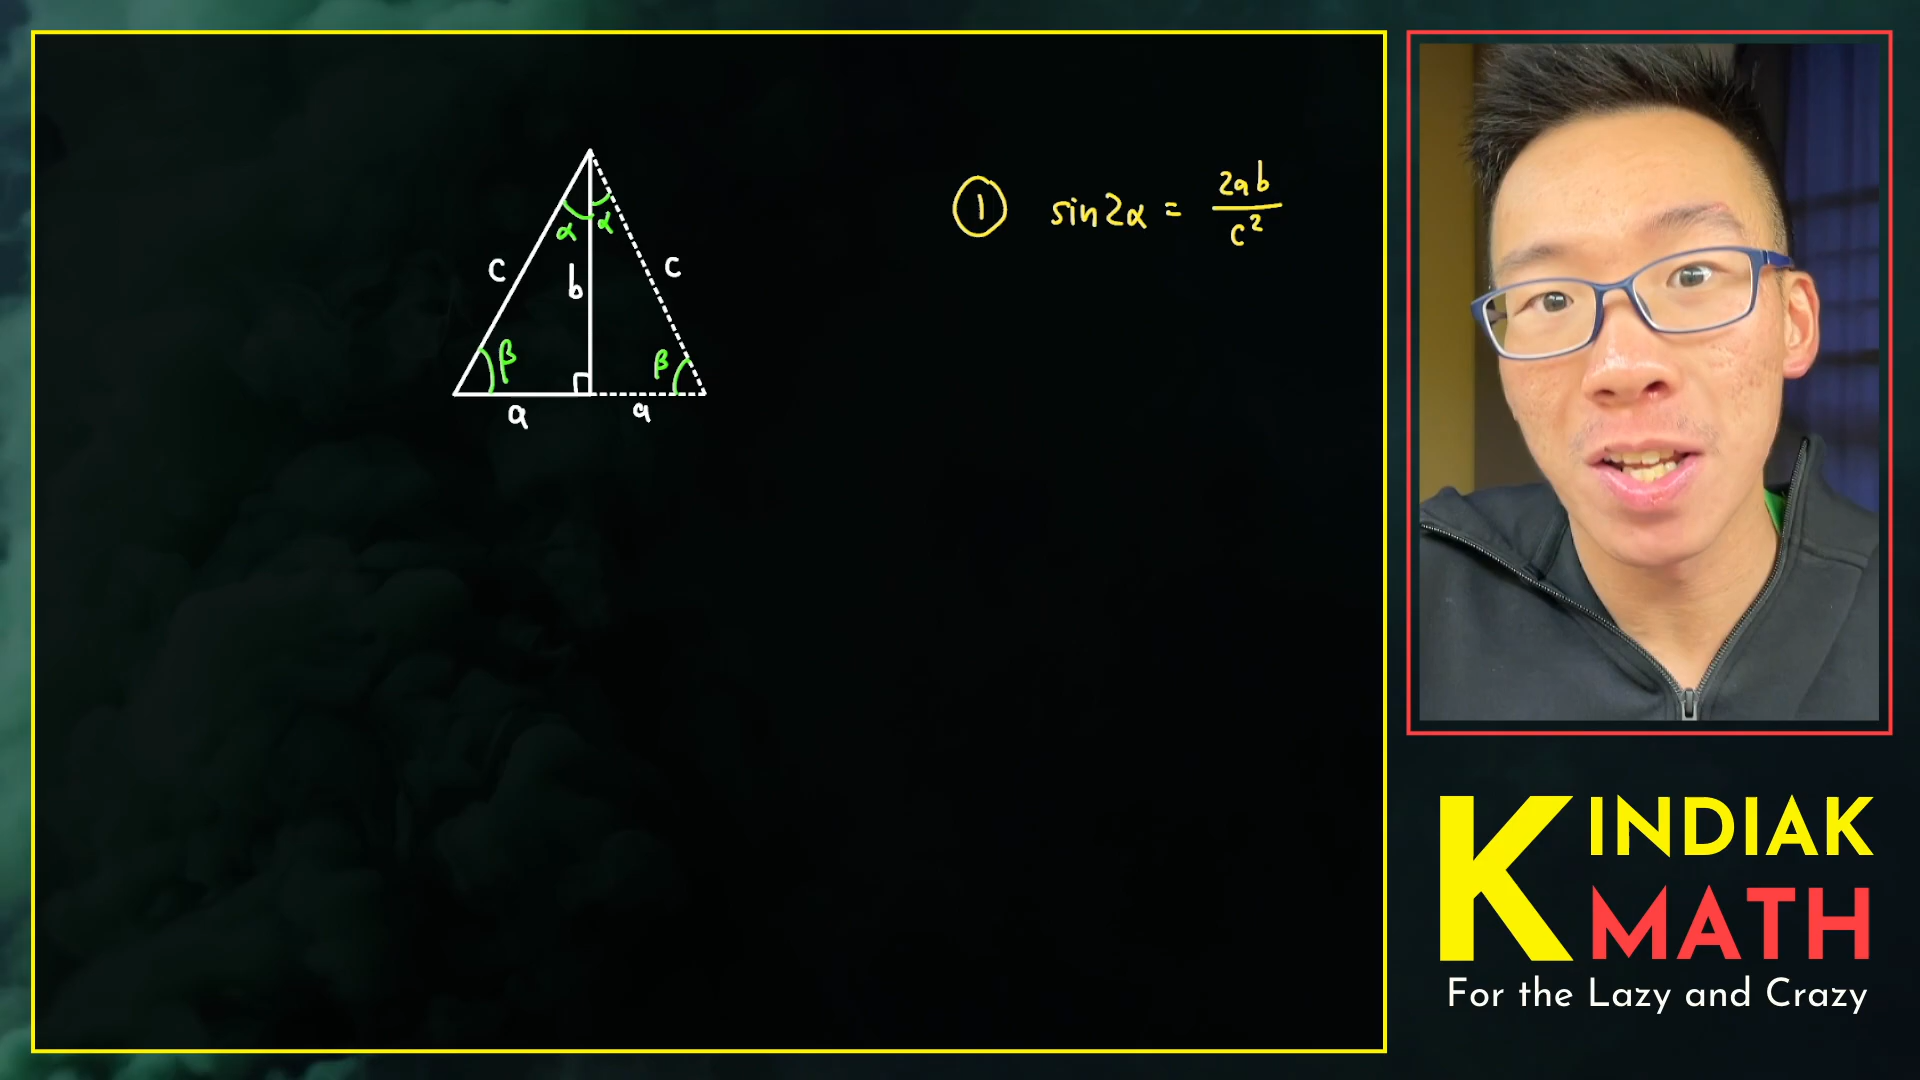 α α
c b c
β β
a a
① sin2α = 2ab/c²
KINDIAK
MATH
For the Lazy and Crazy